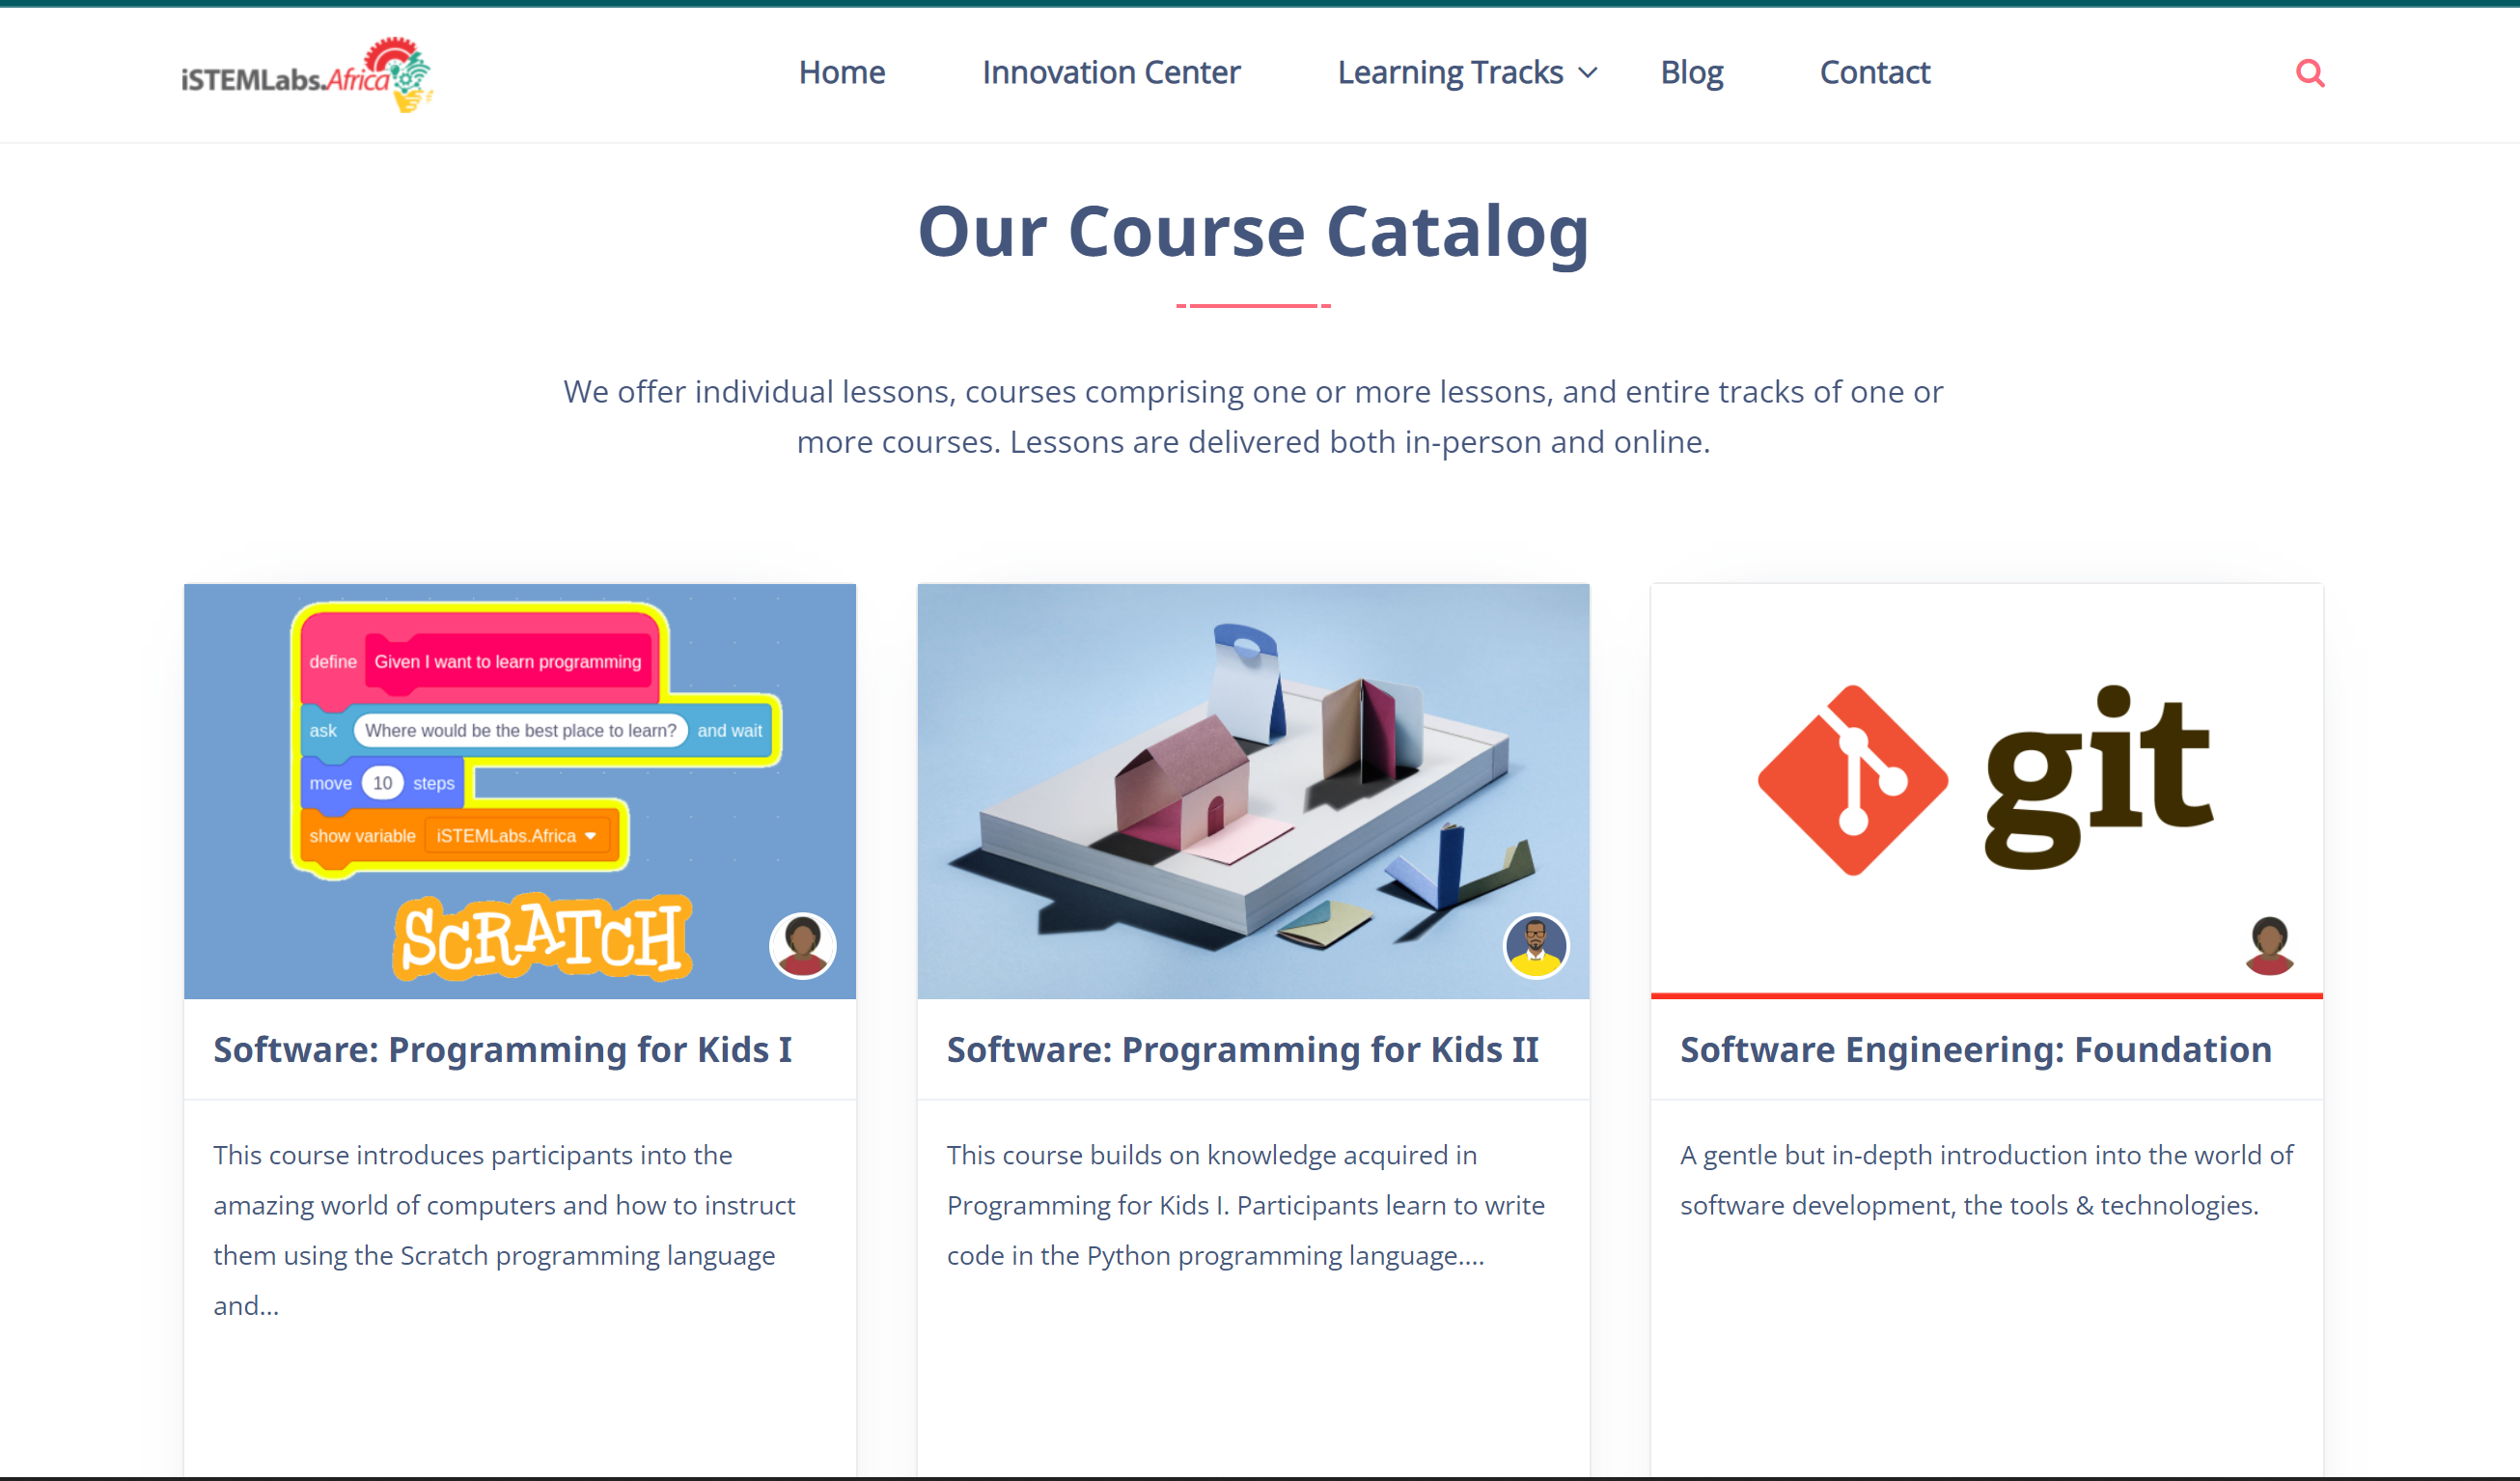 iSTEMLabs.Africa
Home
Innovation Center
Learning Tracks
Blog
Contact
Our Course Catalog
We offer individual lessons, courses comprising one or more lessons, and entire tracks of one or
more courses. Lessons are delivered both in-person and online.
define Given I want to learn programming
ask Where would be the best place to learn? and wait
move 10 steps
show variable iSTEMLabs.Africa
SCRATCH
Software: Programming for Kids I
This course introduces participants into the
amazing world of computers and how to instruct
them using the Scratch programming language
and...
Software: Programming for Kids II
This course builds on knowledge acquired in
Programming for Kids I. Participants learn to write
code in the Python programming language....
git
Software Engineering: Foundation
A gentle but in-depth introduction into the world of
software development, the tools & technologies.